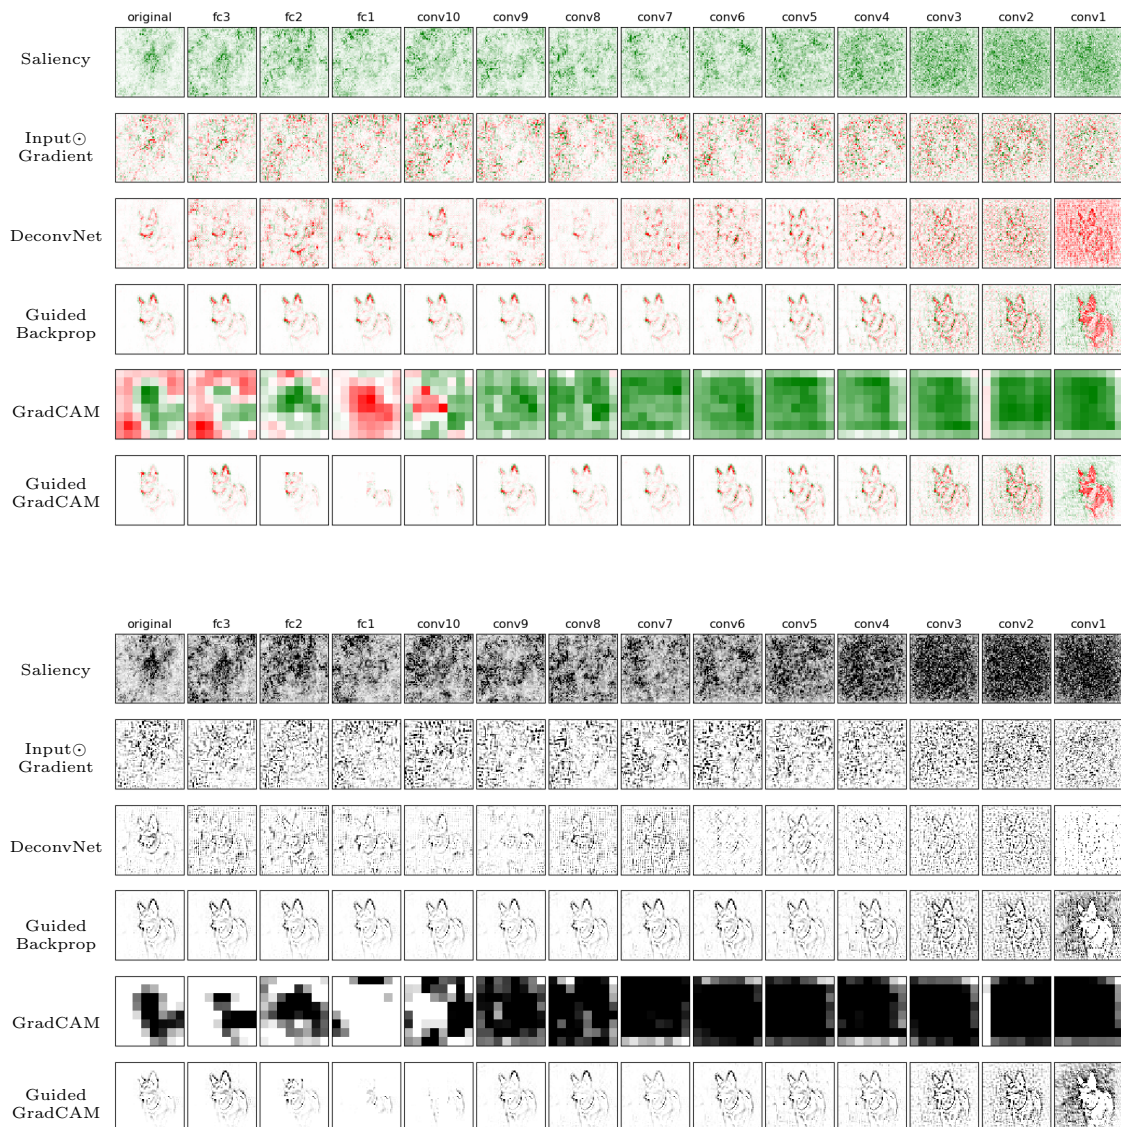 original fc3 fc2 fc1 conv10 conv9 conv8 conv7 conv6 conv5 conv4 conv3 conv2 conv1
Saliency
Input⊙
Gradient
DeconvNet
Guided
Backprop
GradCAM
Guided
GradCAM
original fc3 fc2 fc1 conv10 conv9 conv8 conv7 conv6 conv5 conv4 conv3 conv2 conv1
Saliency
Input⊙
Gradient
DeconvNet
Guided
Backprop
GradCAM
Guided
GradCAM